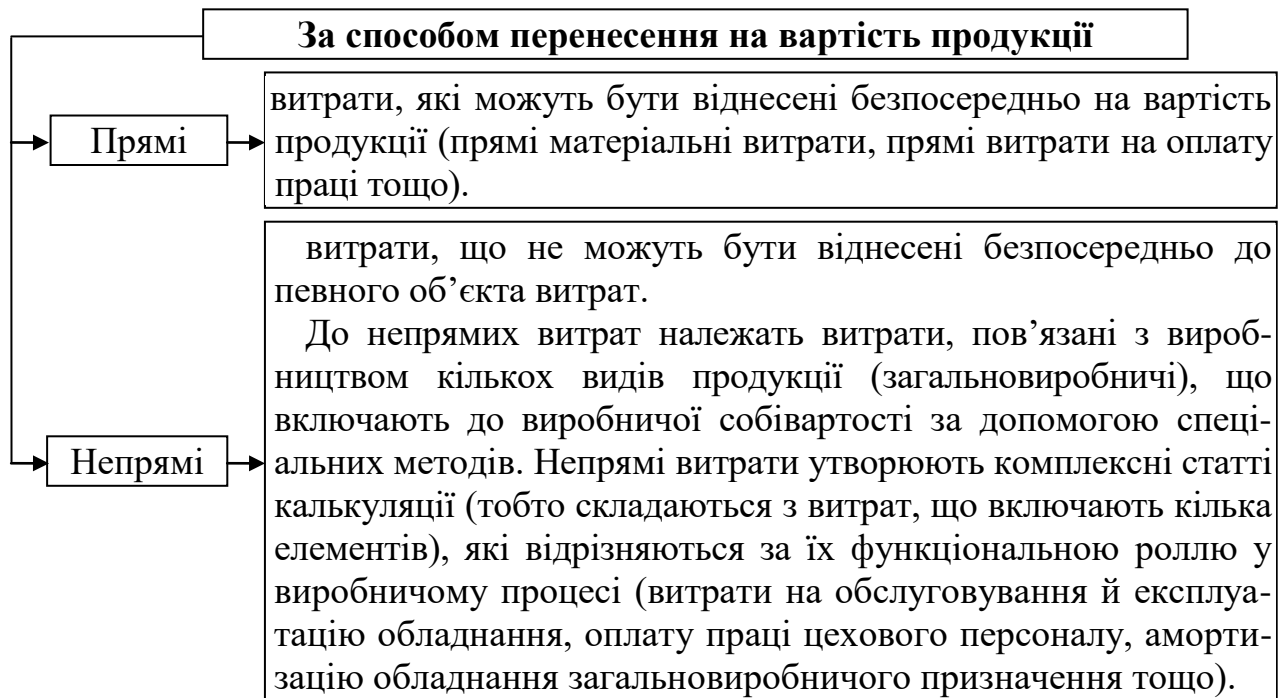 За способом перенесення на вартість продукції
Прямі
витрати, які можуть бути віднесені безпосередньо на вартість
продукції (прямі матеріальні витрати, прямі витрати на оплату
праці тощо).
Непрямі
витрати, що не можуть бути віднесені безпосередньо до
певного об’єкта витрат.
До непрямих витрат належать витрати, пов’язані з вироб-
ництвом кількох видів продукції (загальновиробничі), що
включають до виробничої собівартості за допомогою спеці-
альних методів. Непрямі витрати утворюють комплексні статті
калькуляції (тобто складаються з витрат, що включають кілька
елементів), які відрізняються за їх функціональною роллю у
виробничому процесі (витрати на обслуговування й експлуа-
тацію обладнання, оплату праці цехового персоналу, аморти-
зацію обладнання загальновиробничого призначення тощо).